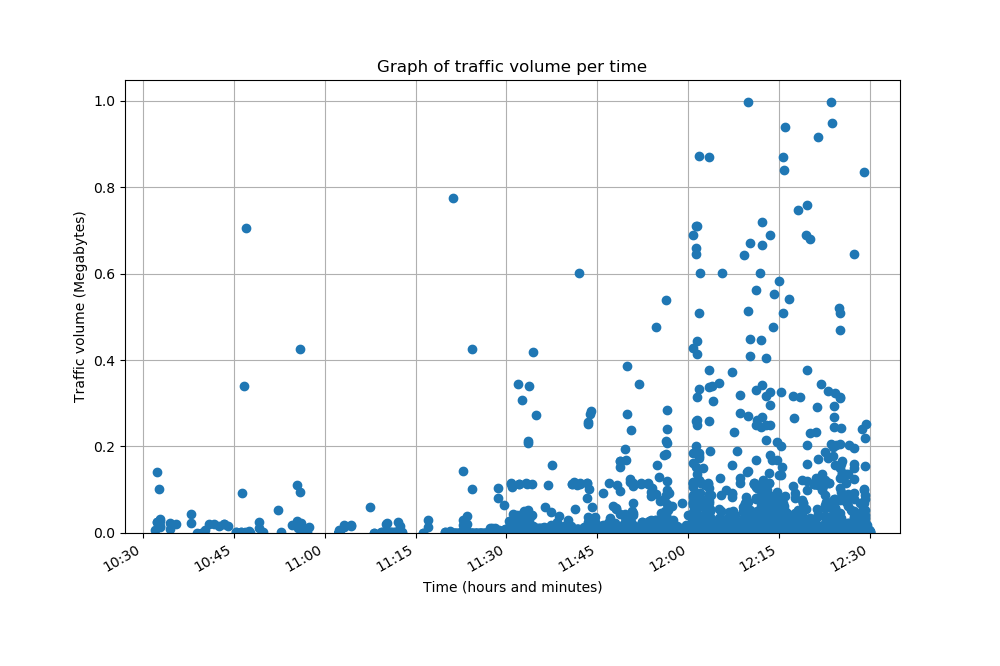 Graph of traffic volume per time
1.0
0.8
0.6
0.4
0.2
0.0
Traffic volume (Megabytes)
10:30 10:45 11:00 11:15 11:30 11:45 12:00 12:15 12:30
Time (hours and minutes)